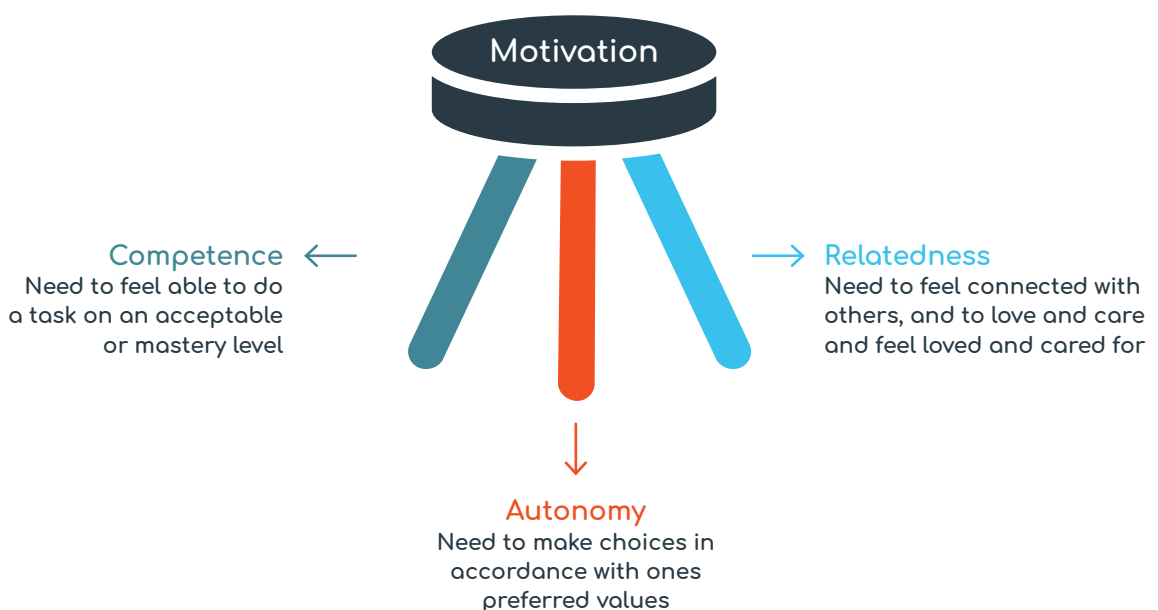 Motivation
Competence
Need to feel able to do
a task on an acceptable
or mastery level
Relatedness
Need to feel connected with
others, and to love and care
and feel loved and cared for
Autonomy
Need to make choices in
accordance with ones
preferred values